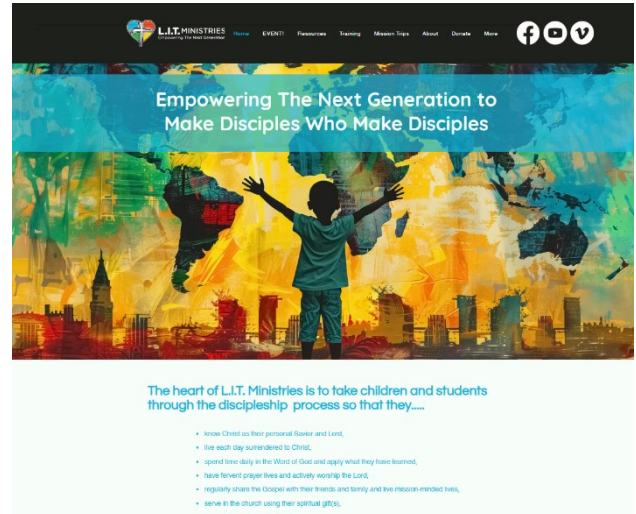 L.I.T. MINISTRIES
Empowering The Next Generation
Home EVENT! Resources Training Mission Trips About Donate More
Empowering The Next Generation to
Make Disciples Who Make Disciples
The heart of L.I.T. Ministries is to take children and students
through the discipleship process so that they.....
know Christ as their personal Savior and Lord,
live each day surrendered to Christ,
spend time daily in the Word of God and apply what they have learned,
have fervent prayer lives and actively worship the Lord,
regularly share the Gospel with their friends and family and live mission-minded lives,
serve in the church using their spiritual gift(s),